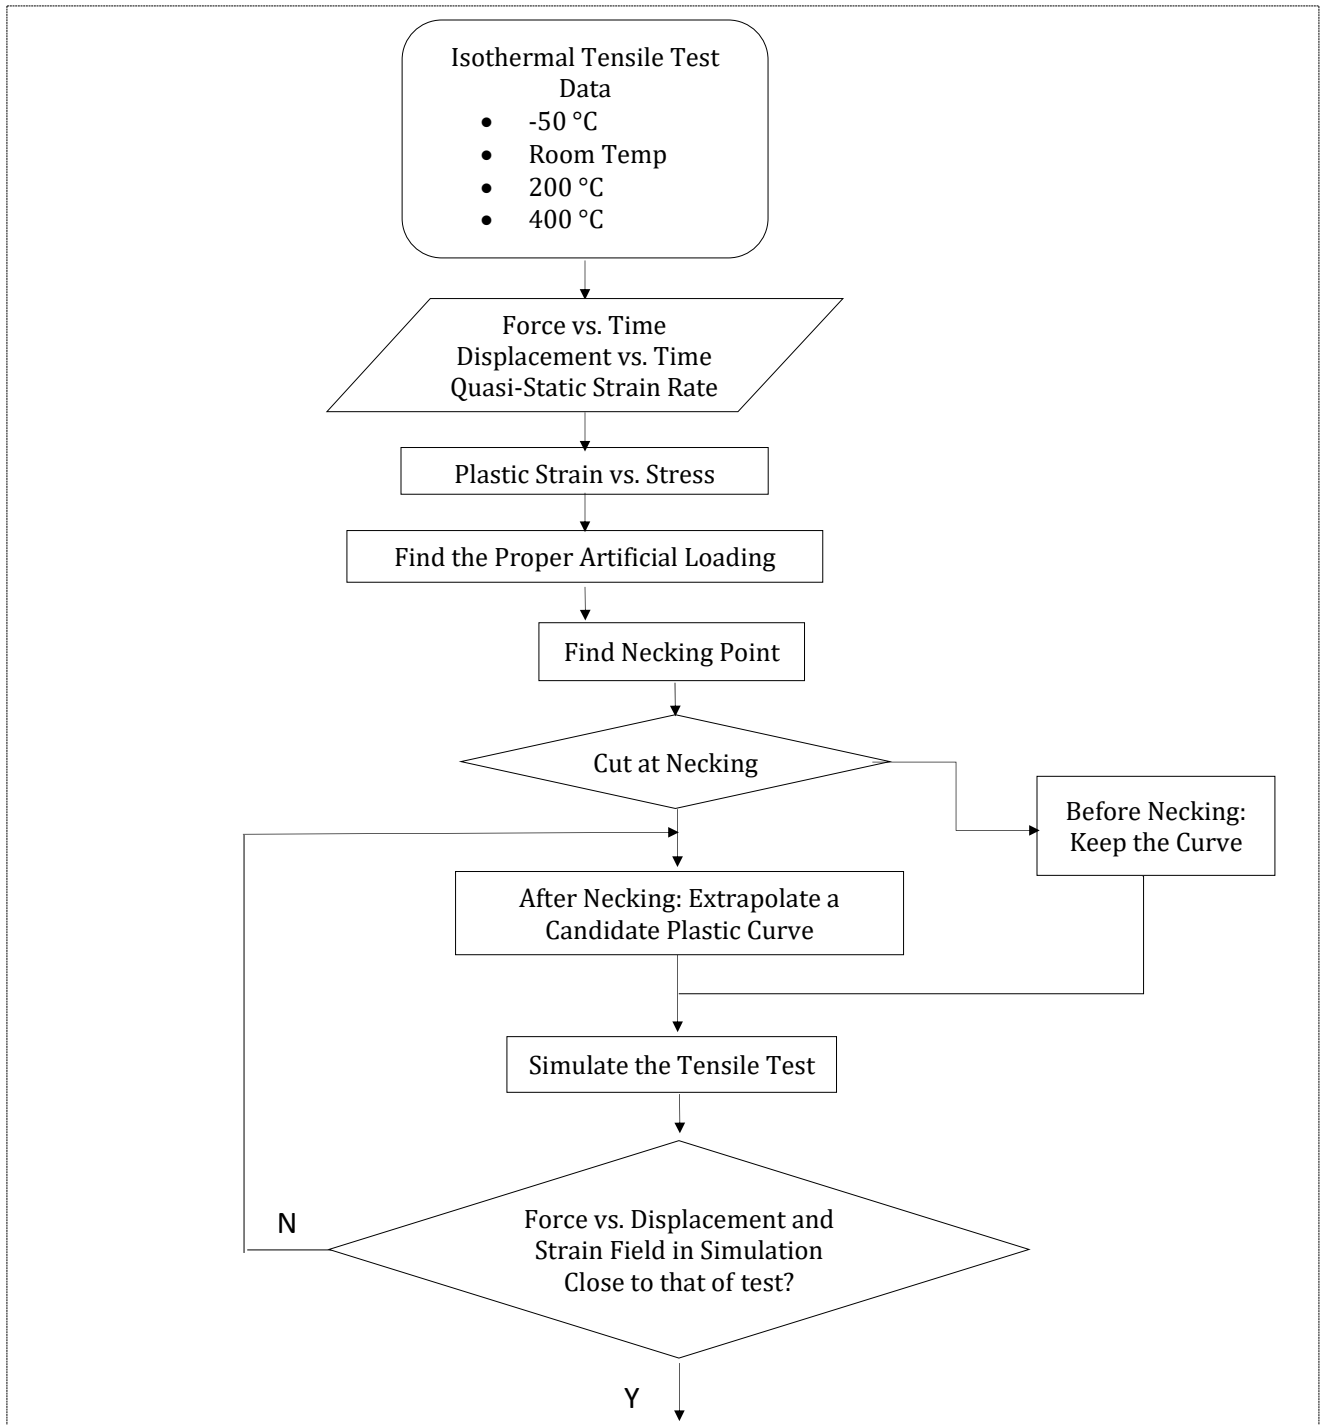 Isothermal Tensile Test
Data
• -50 °C
• Room Temp
• 200 °C
• 400 °C
Force vs. Time
Displacement vs. Time
Quasi-Static Strain Rate
Plastic Strain vs. Stress
Find the Proper Artificial Loading
Find Necking Point
Cut at Necking
Before Necking:
Keep the Curve
After Necking: Extrapolate a
Candidate Plastic Curve
Simulate the Tensile Test
N
Force vs. Displacement and
Strain Field in Simulation
Close to that of test?
Y